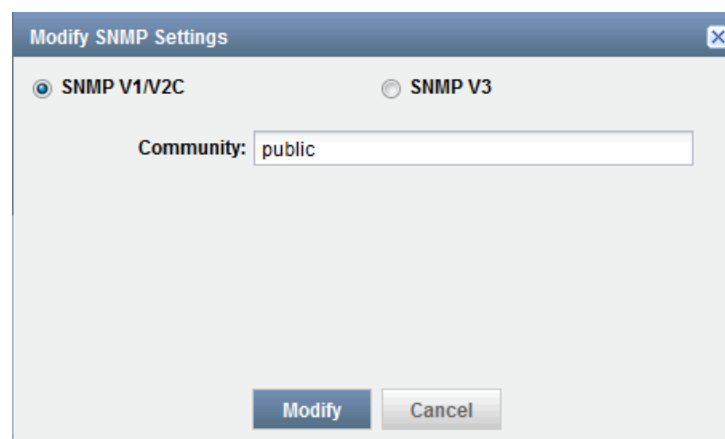 Modify SNMP Settings
SNMP V1/V2C SNMP V3
Community: public
Modify Cancel